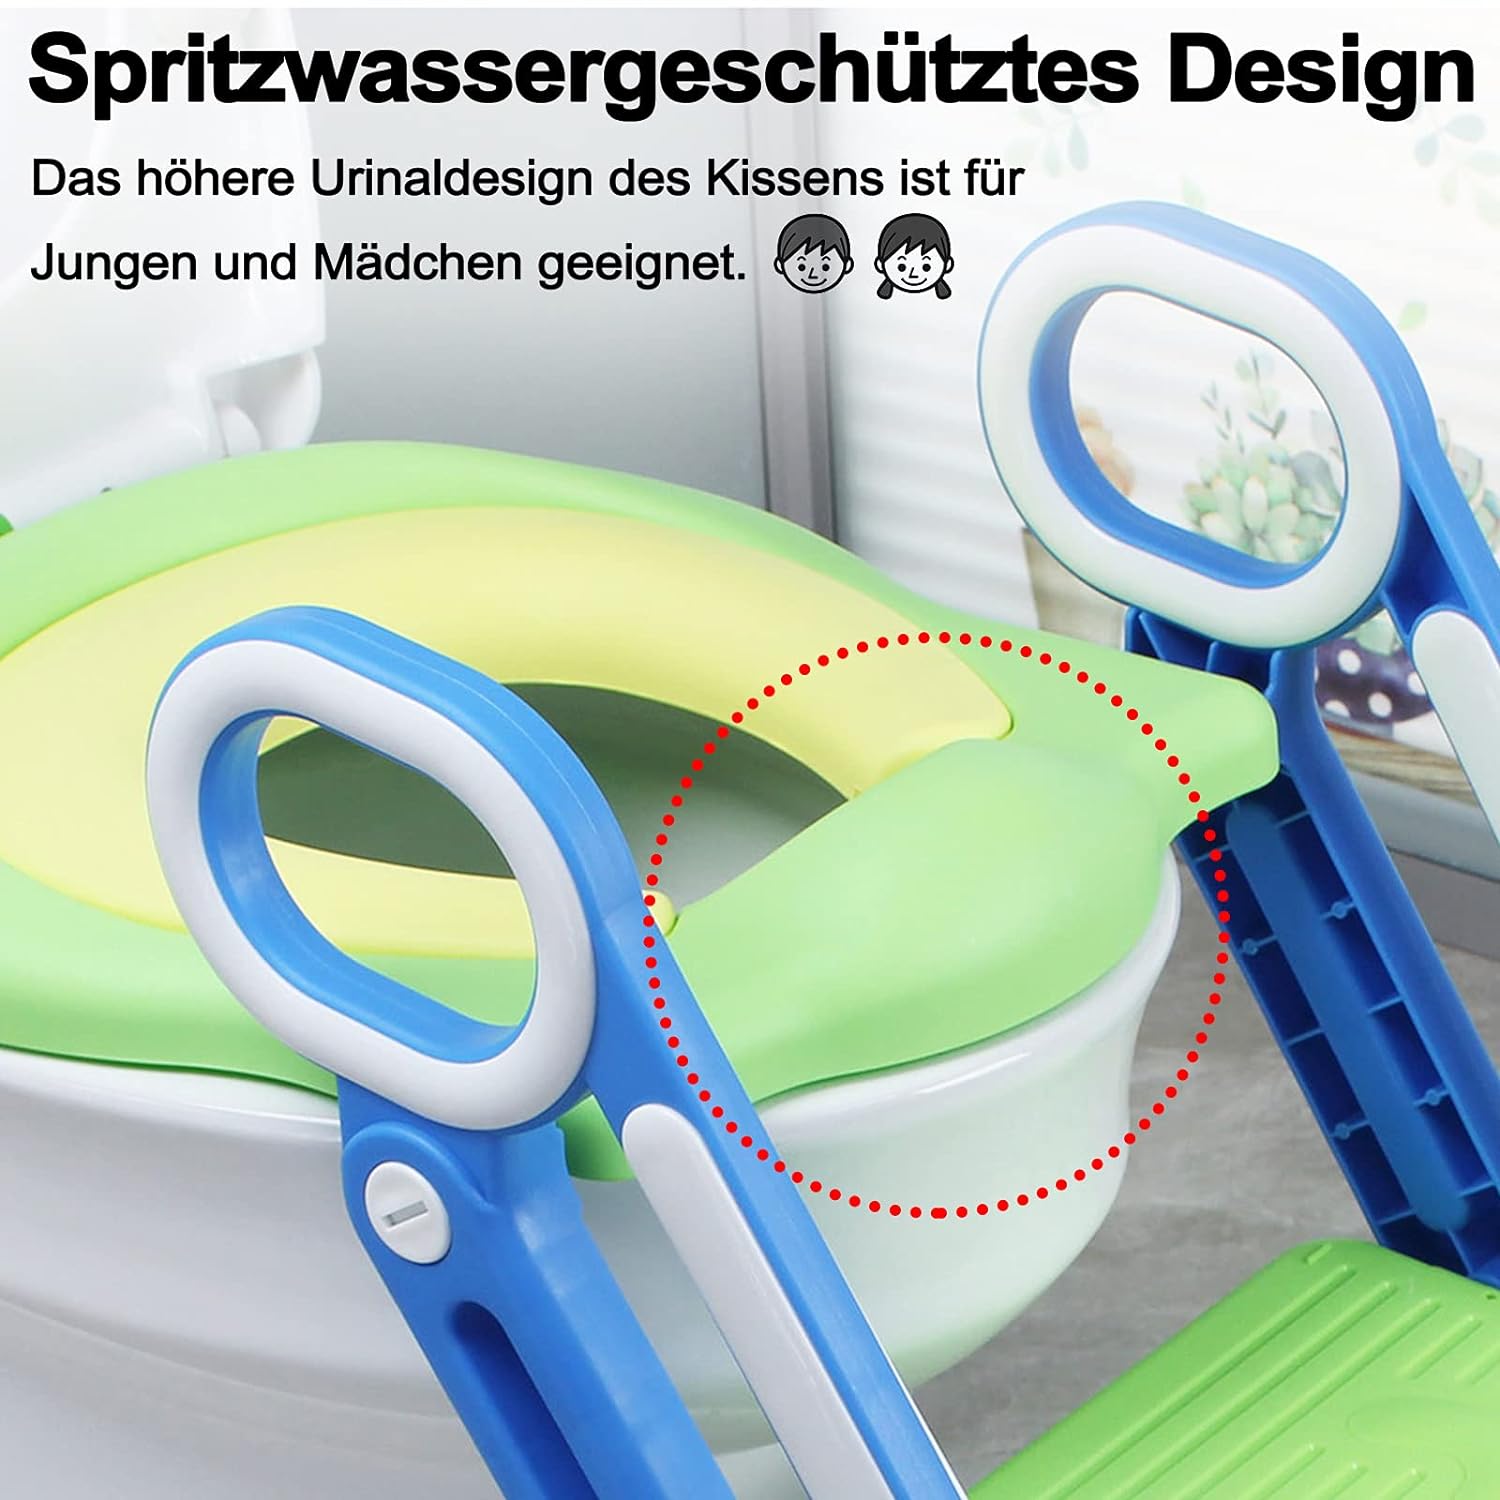 Spritzwassergeschütztes Design
Das höhere Urinaldesign des Kissens ist für
Jungen und Mädchen geeignet.